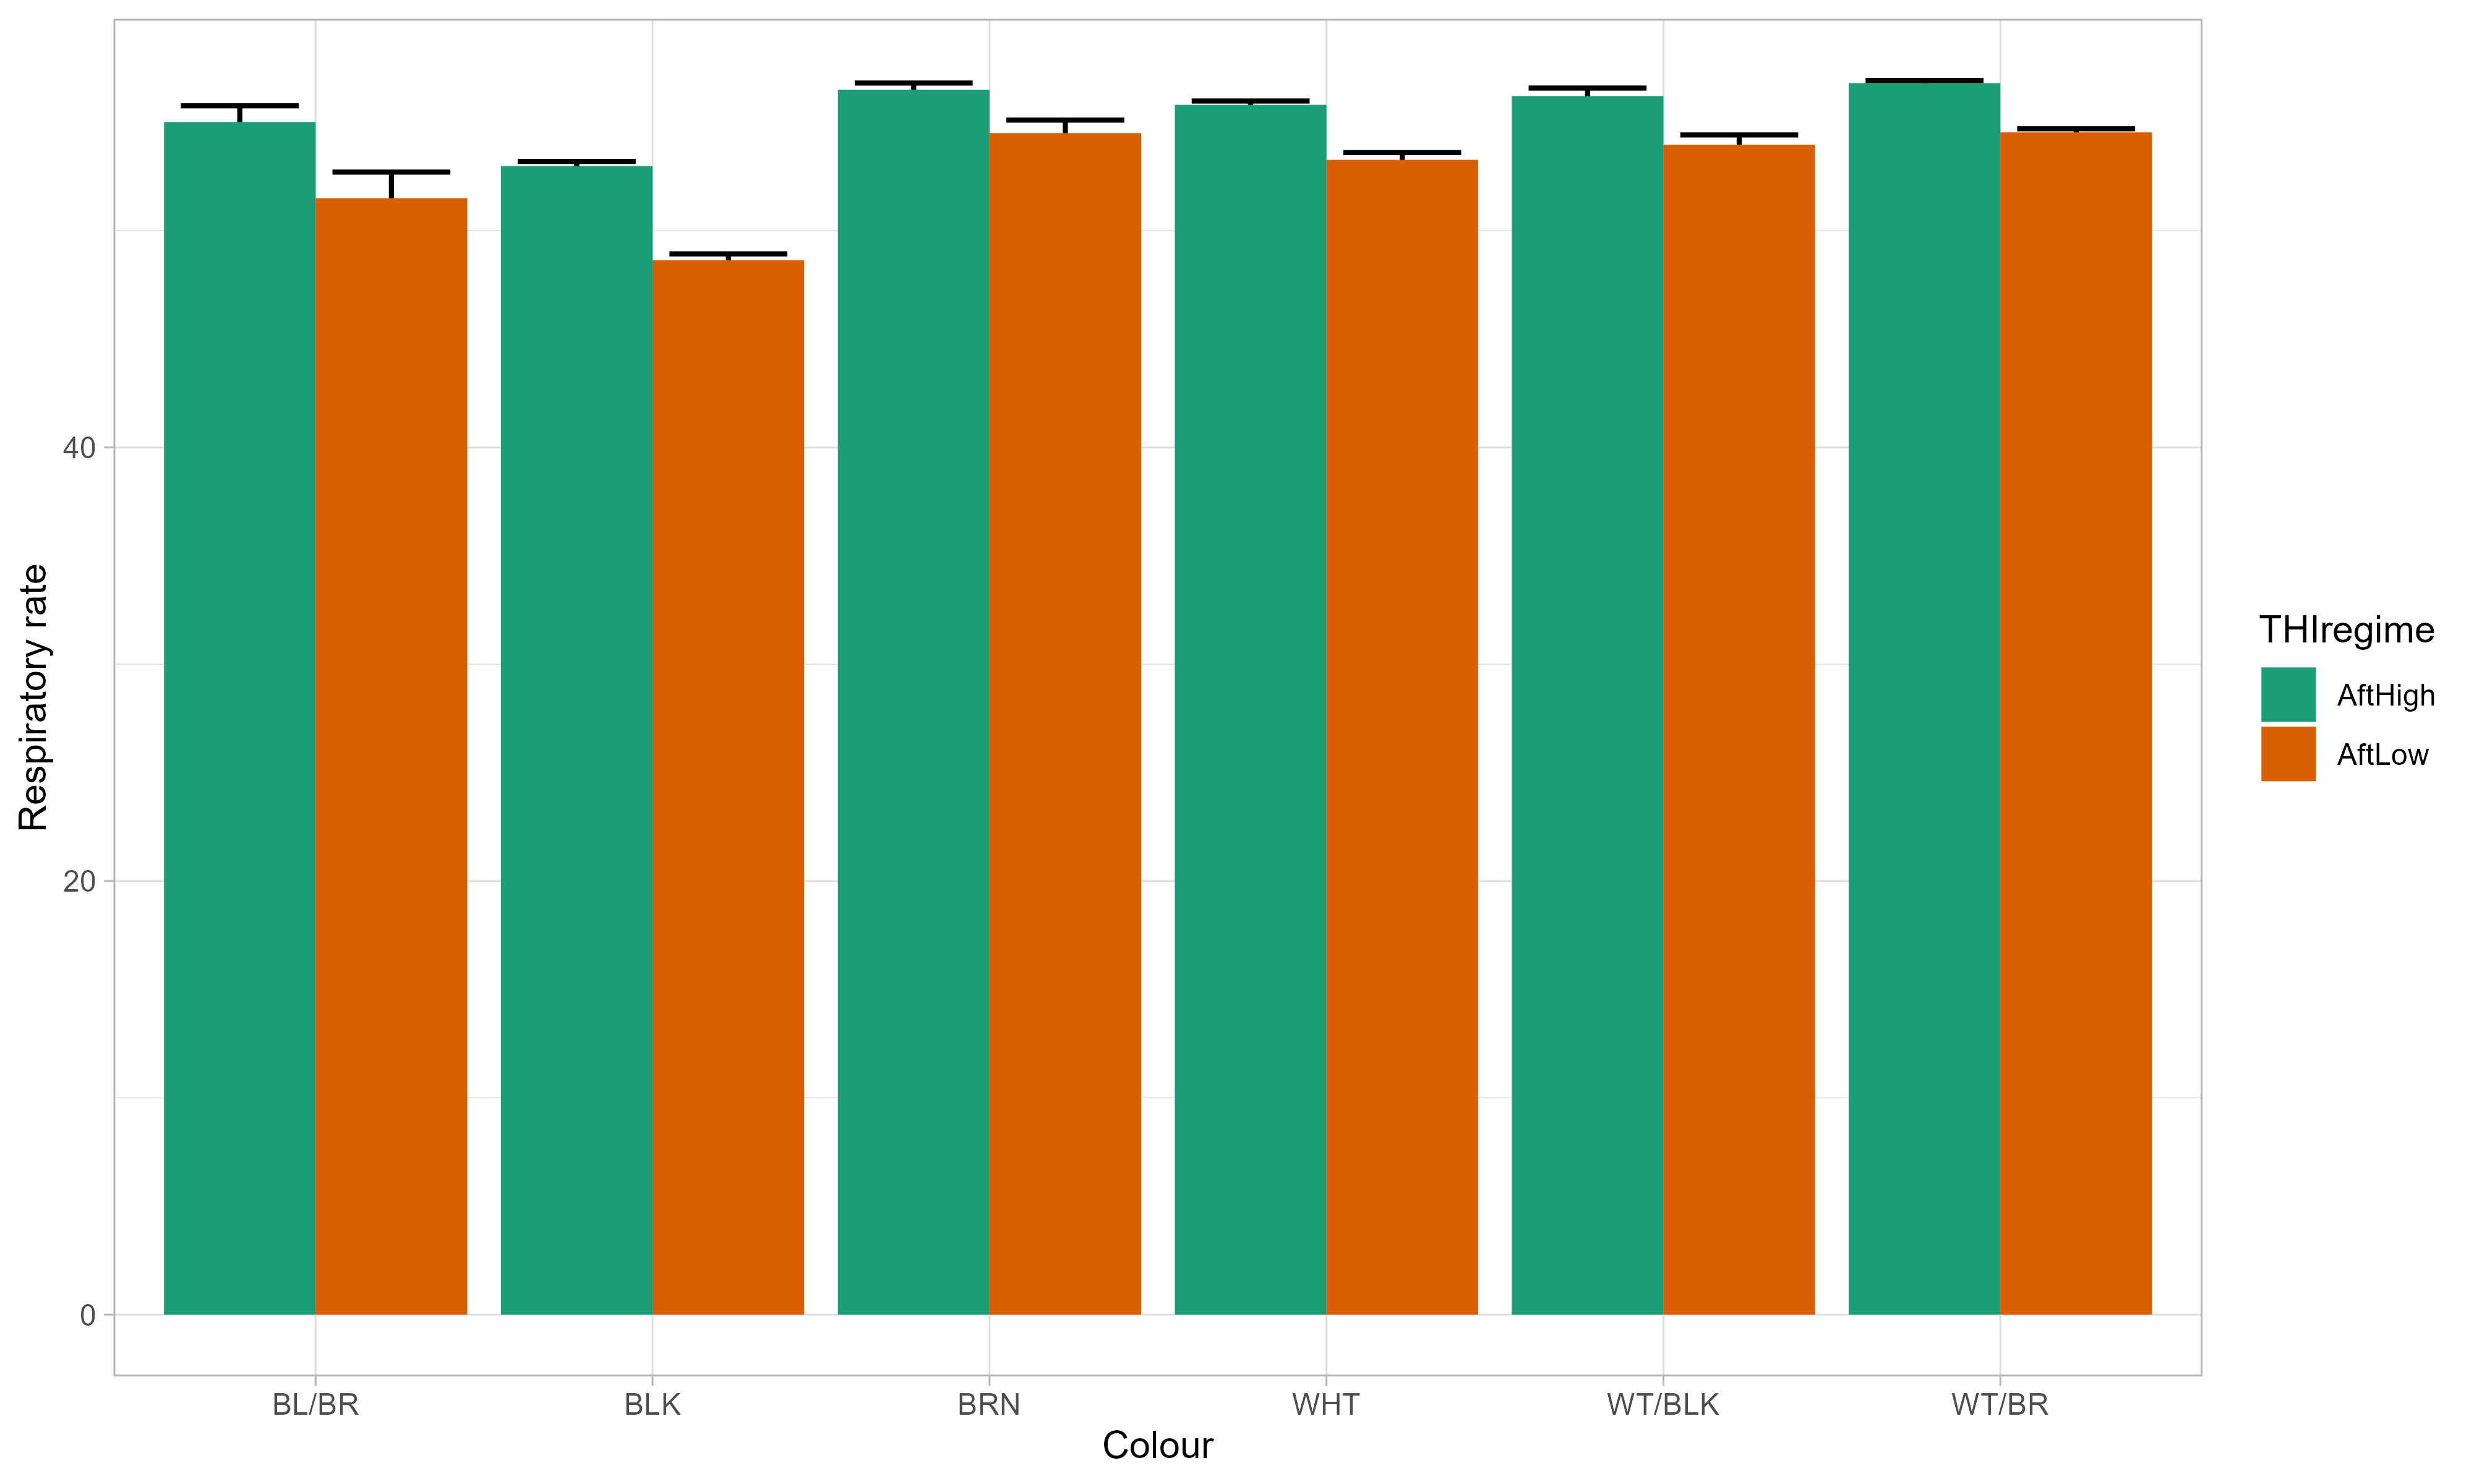 Respiratory rate
40
20
0
BL/BR BLK BRN WHT WT/BLK WT/BR
Colour
THIregime
AftHigh
AftLow